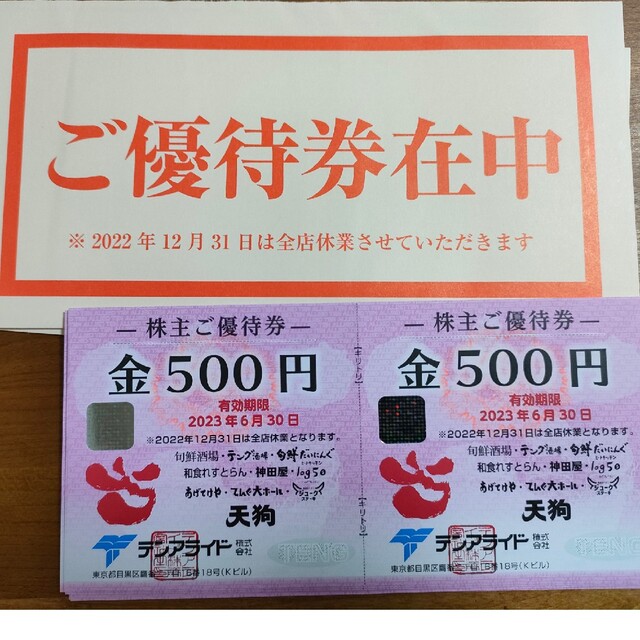 ご優待券在中
※ 2022 年 12 月 31 日は全店休業させていただきます
― 株主ご優待券 ―
金 500 円
有効期限
2023 年 6 月 30 日
※2022年12月31日は全店休業となります。
旬鮮酒場・テング酒場・旬鮮だいにんぐ
和食れすとらん・神田屋・log50
あげてけや・てんぐ大ホール・
天狗
テンアライド 株式会社
【キリトリ】
【キリトリ】
― 株主ご優待券 ―
金 500 円
有効期限
2023 年 6 月 30 日
※2022年12月31日は全店休業となります。
旬鮮酒場・テング酒場・旬鮮だいにんぐ
和食れすとらん・神田屋・log50
あげてけや・てんぐ大ホール・
天狗
テンアライド 株式会社